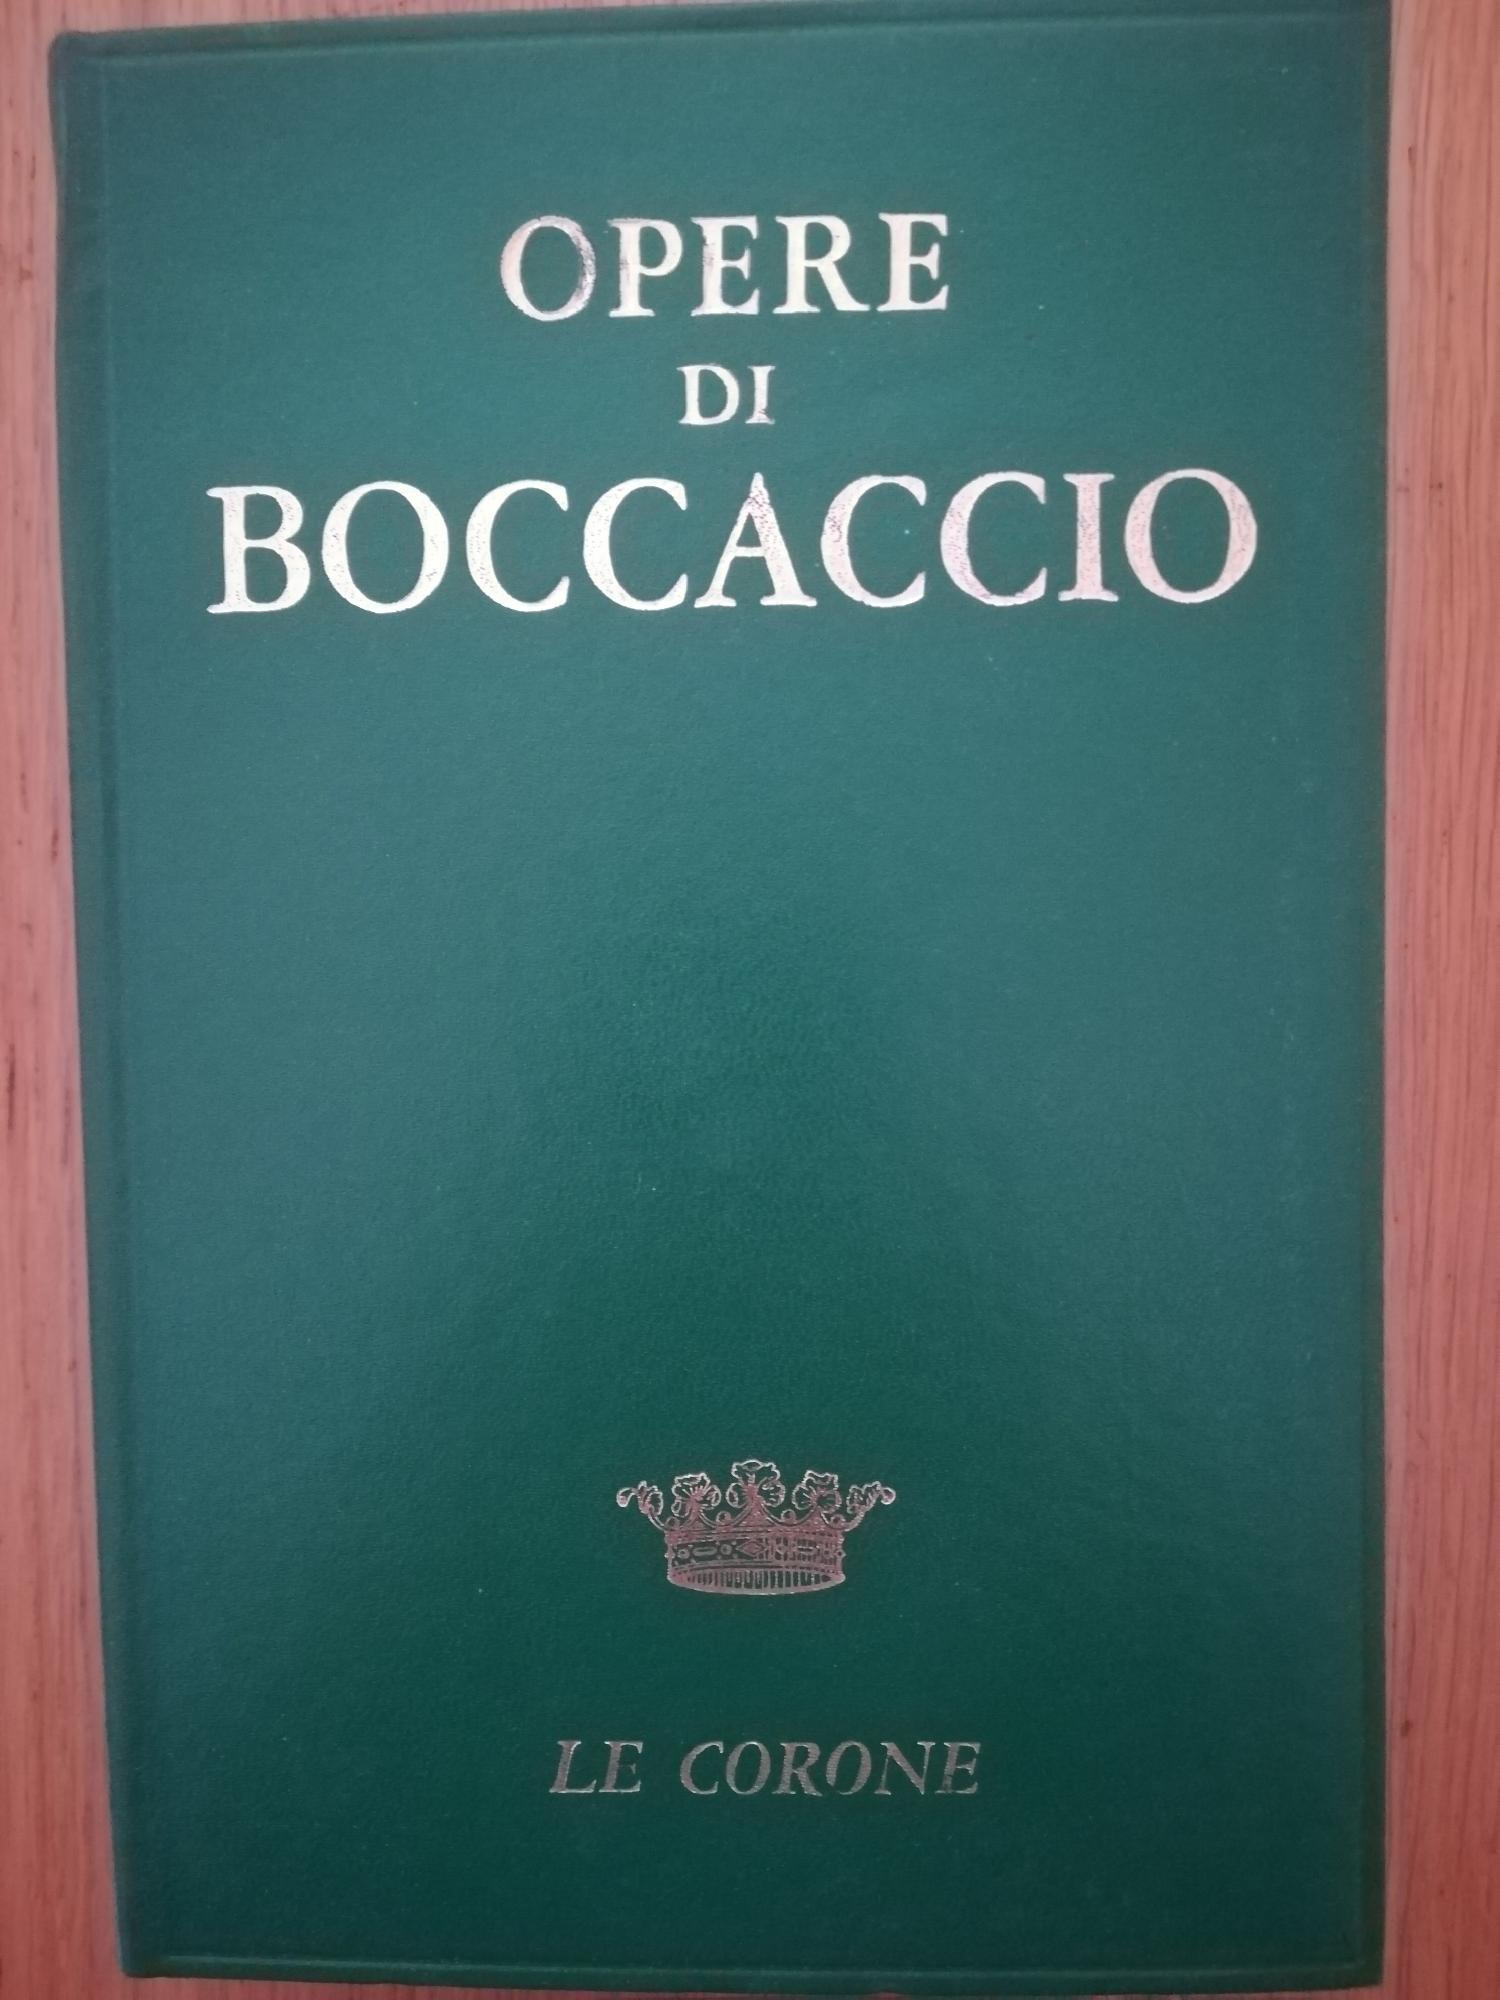 OPERE
DI
BOCCACCIO
LE CORONE